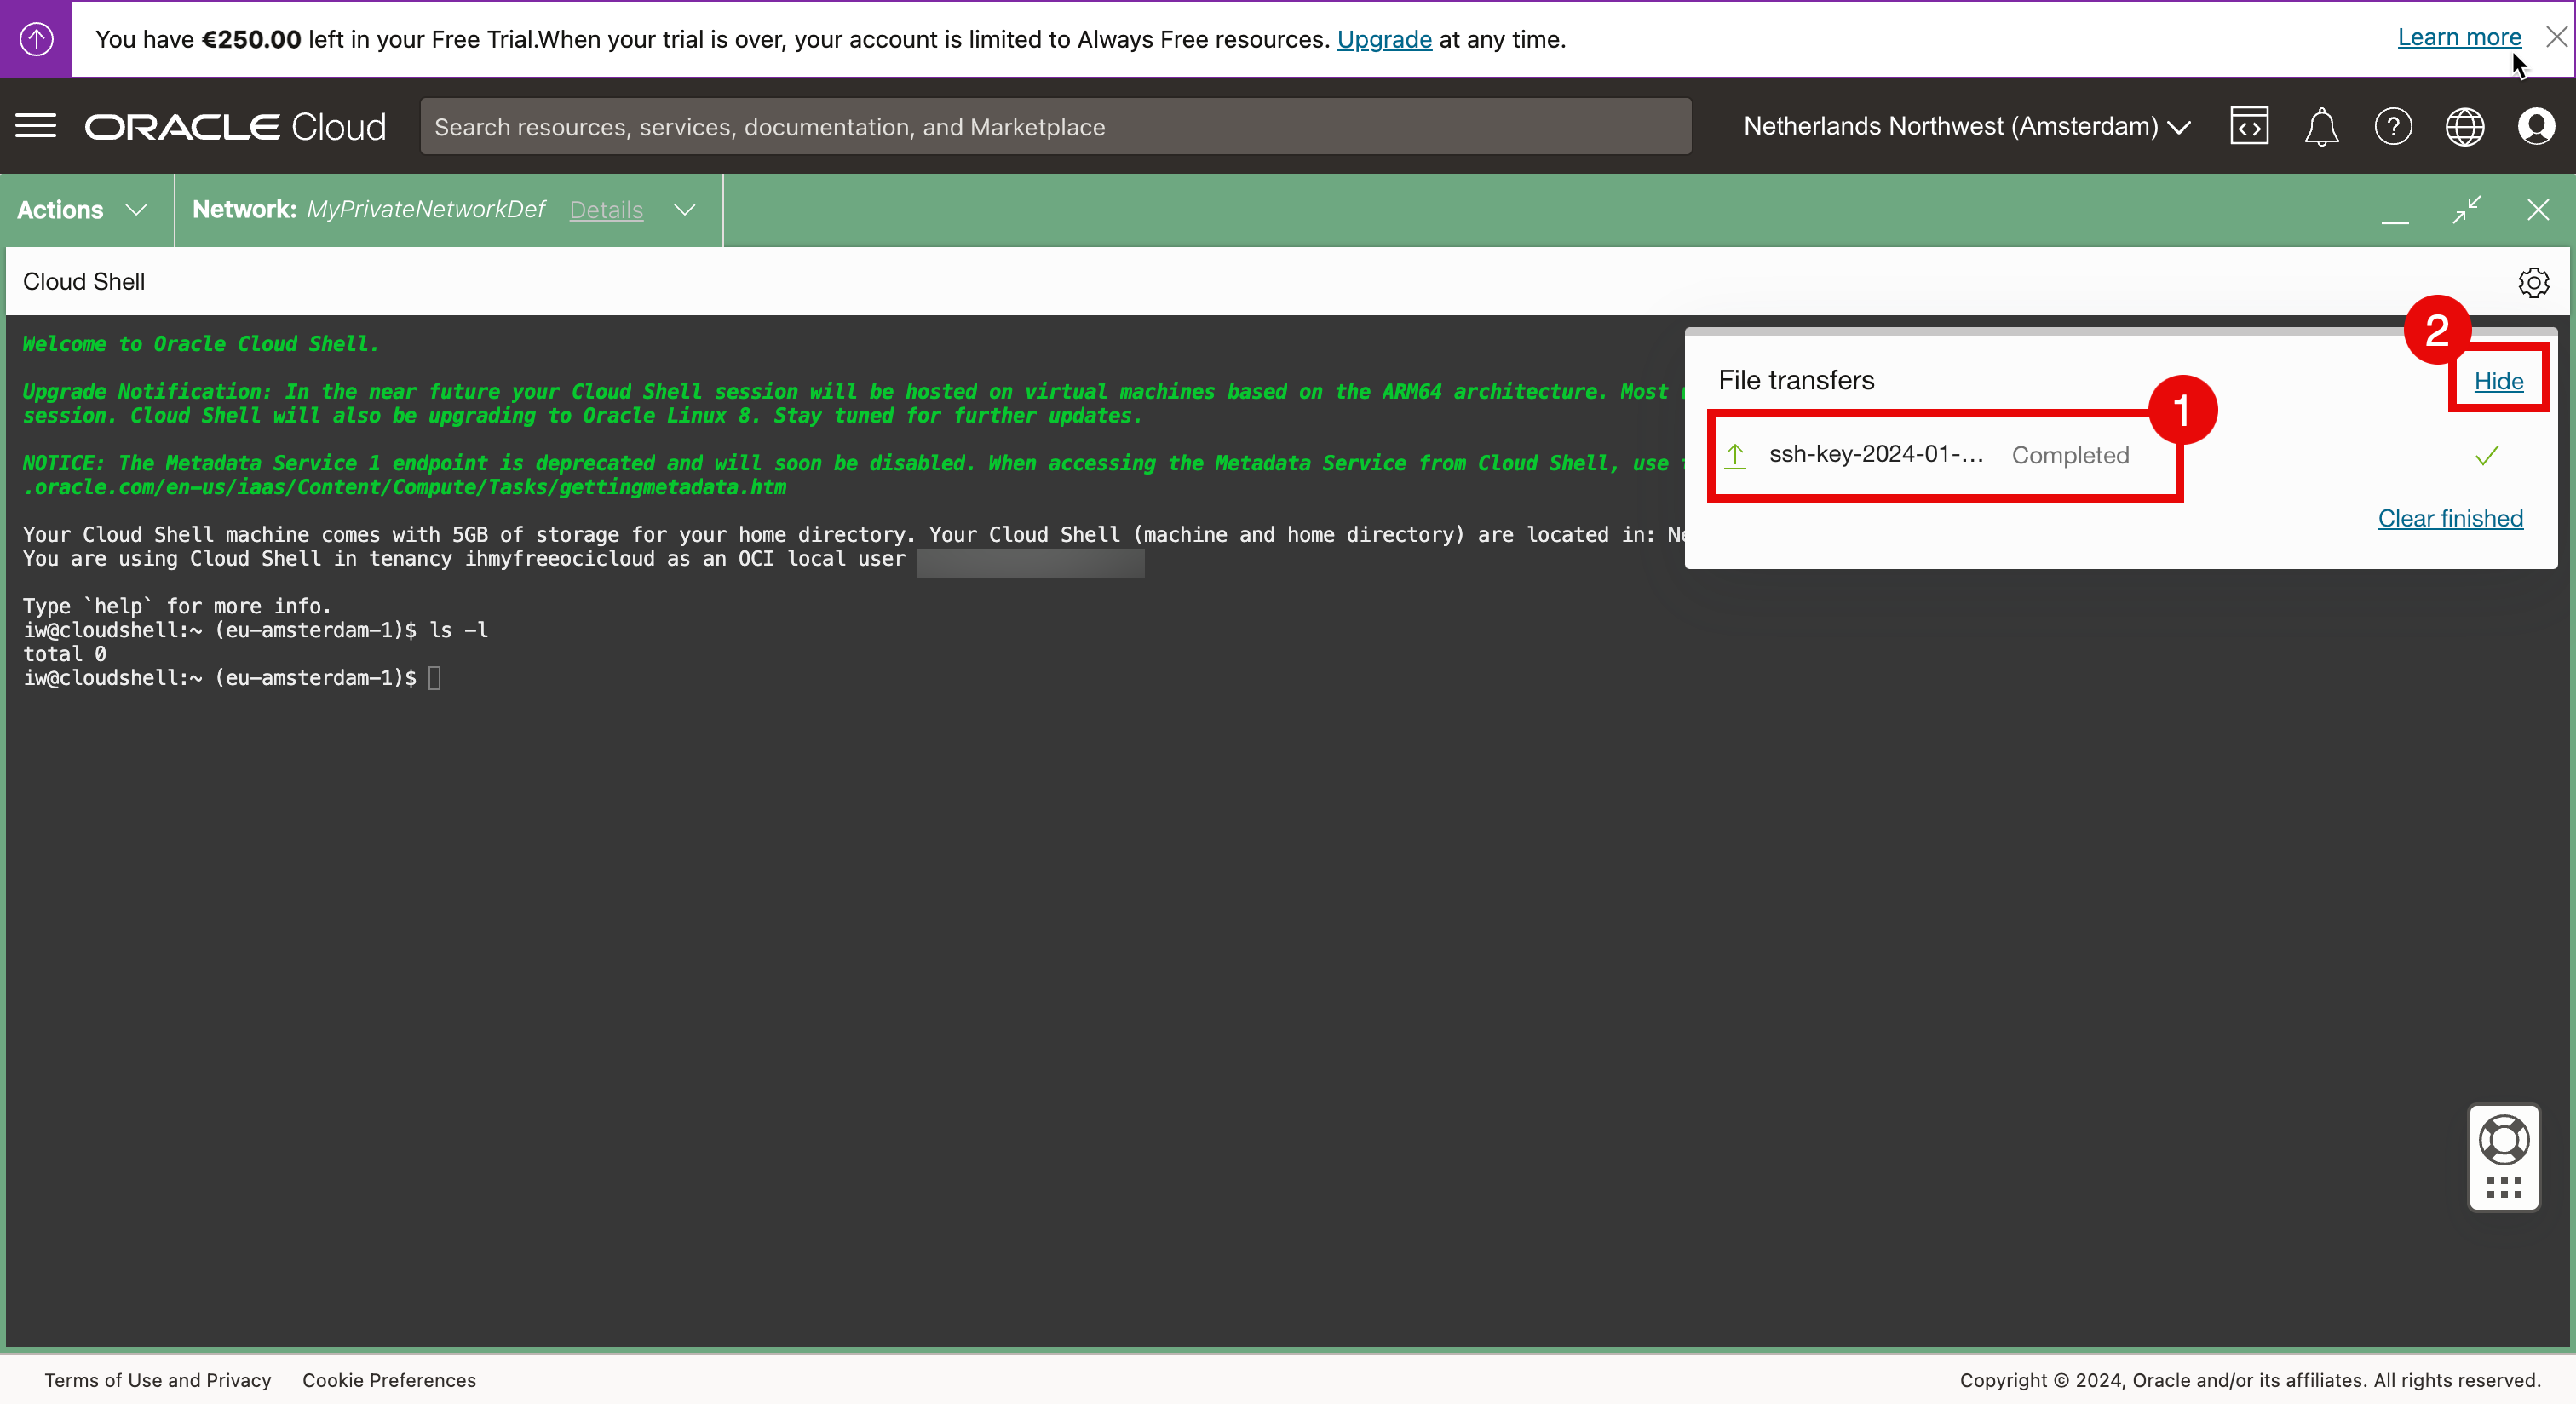 You have €250.00 left in your Free Trial.When your trial is over, your account is limited to Always Free resources. Upgrade at any time.
Learn more
ORACLE Cloud
Search resources, services, documentation, and Marketplace
Netherlands Northwest (Amsterdam)
Actions
Network: MyPrivateNetworkDef Details
Cloud Shell
Welcome to Oracle Cloud Shell.
Upgrade Notification: In the near future your Cloud Shell session will be hosted on virtual machines based on the ARM64 architecture. Most
session. Cloud Shell will also be upgrading to Oracle Linux 8. Stay tuned for further updates.
NOTICE: The Metadata Service 1 endpoint is deprecated and will soon be disabled. When accessing the Metadata Service from Cloud Shell, use
.oracle.com/en-us/iaas/Content/Compute/Tasks/gettingmetadata.htm
Your Cloud Shell machine comes with 5GB of storage for your home directory. Your Cloud Shell (machine and home directory) are located in:
You are using Cloud Shell in tenancy ihmyfreeocicloud as an OCI local user
Type `help` for more info.
iw@cloudshell:~ (eu-amsterdam-1)$ ls -l
total 0
iw@cloudshell:~ (eu-amsterdam-1)$
File transfers
2
Hide
1
ssh-key-2024-01-... Completed
Clear finished
Terms of Use and Privacy
Cookie Preferences
Copyright © 2024, Oracle and/or its affiliates. All rights reserved.